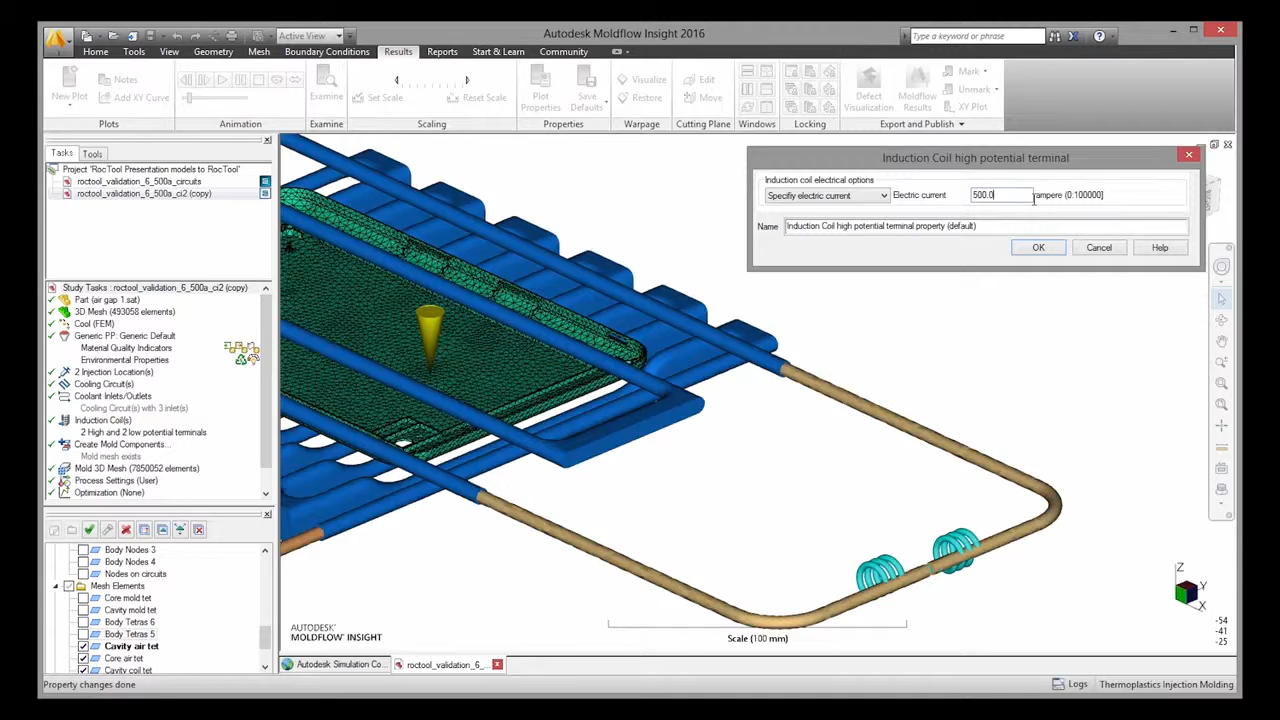 Active View
Autodesk Moldflow Insight 2016
Type a keyword or phrase
Home Tools View Geometry Mesh Boundary Conditions Results Reports Start & Learn Community
New Plot
Notes
Add XY Curve
Examine
Set Scale
Reset Scale
Plot Properties
Save Defaults
Visualize
Restore
Edit
Move
Defect Visualization
Moldflow Results
Mark
Unmark
XY Plot
Plots Animation Examine Scaling Properties Warpage Cutting Plane Windows Locking Export and Publish
Tasks Tools
Project 'RocTool Presentation models to RocTool'
roctool_validation_6_500a_circuits
roctool_validation_6_500a_ci2 (copy)
Study Tasks : roctool_validation_6_500a_ci2 (copy)
Part (air gap 1.sat)
3D Mesh (493058 elements)
Cool (FEM)
Generic PP: Generic Default
Material Quality Indicators
Environmental Properties
2 Injection Location(s)
Cooling Circuit(s)
Coolant Inlets/Outlets
Cooling Circuit(s) with 3 inlet(s)
Induction Coil(s)
2 High and 2 low potential terminals
Create Mold Components...
Mold mesh exists
Mold 3D Mesh (7850052 elements)
Process Settings (User)
Optimization (None)
Body Nodes 3
Body Nodes 4
Nodes on circuits
Mesh Elements
Core mold tet
Cavity mold tet
Body Tetras 6
Body Tetras 5
Cavity air tet
Core air tet
Cavity coil tet
Induction Coil high potential terminal
Induction coil electrical options
Specifiy electric current Electric current 500.0 ampere (0:100000]
Name Induction Coil high potential terminal property (default)
OK Cancel Help
AUTODESK
MOLDFLOW INSIGHT
Scale (100 mm)
Z
Y
X
-54
-41
-25
Autodesk Simulation Co...
roctool_validation_6_...
Property changes done
Logs
Thermoplastics Injection Molding